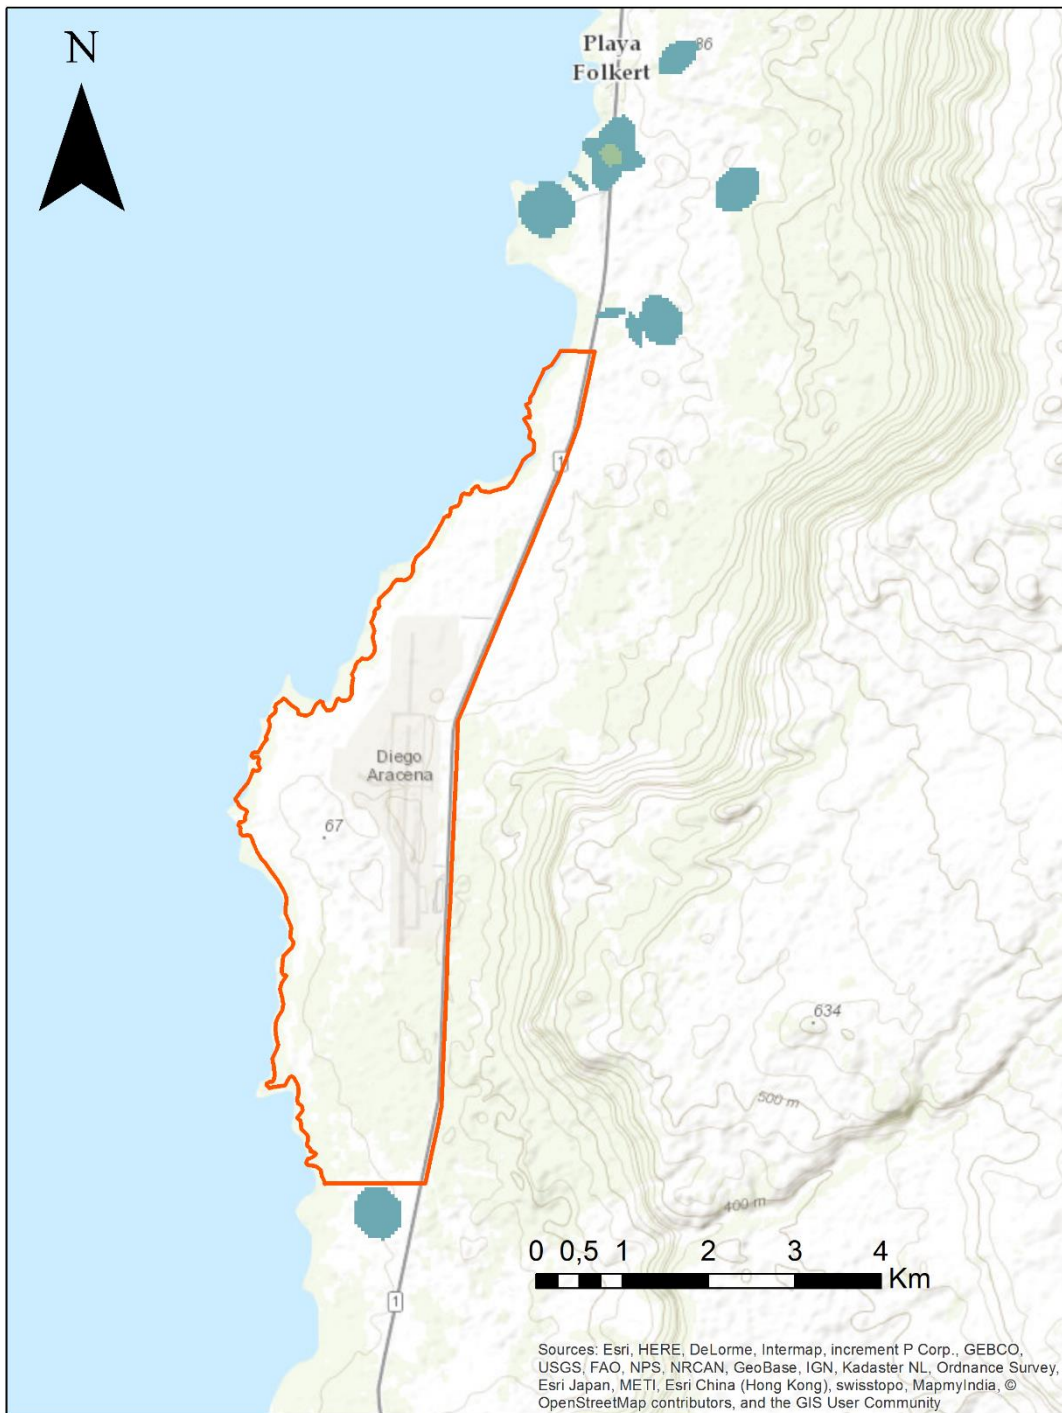 N
Playa
Folkert
86
1
Diego
Aracena
67
634
500 m
400 m
0 0,5 1 2 3 4
Km
1
Sources: Esri, HERE, DeLorme, Intermap, increment P Corp., GEBCO,
USGS, FAO, NPS, NRCAN, GeoBase, IGN, Kadaster NL, Ordnance Survey,
Esri Japan, METI, Esri China (Hong Kong), swisstopo, MapmyIndia, ©
OpenStreetMap contributors, and the GIS User Community